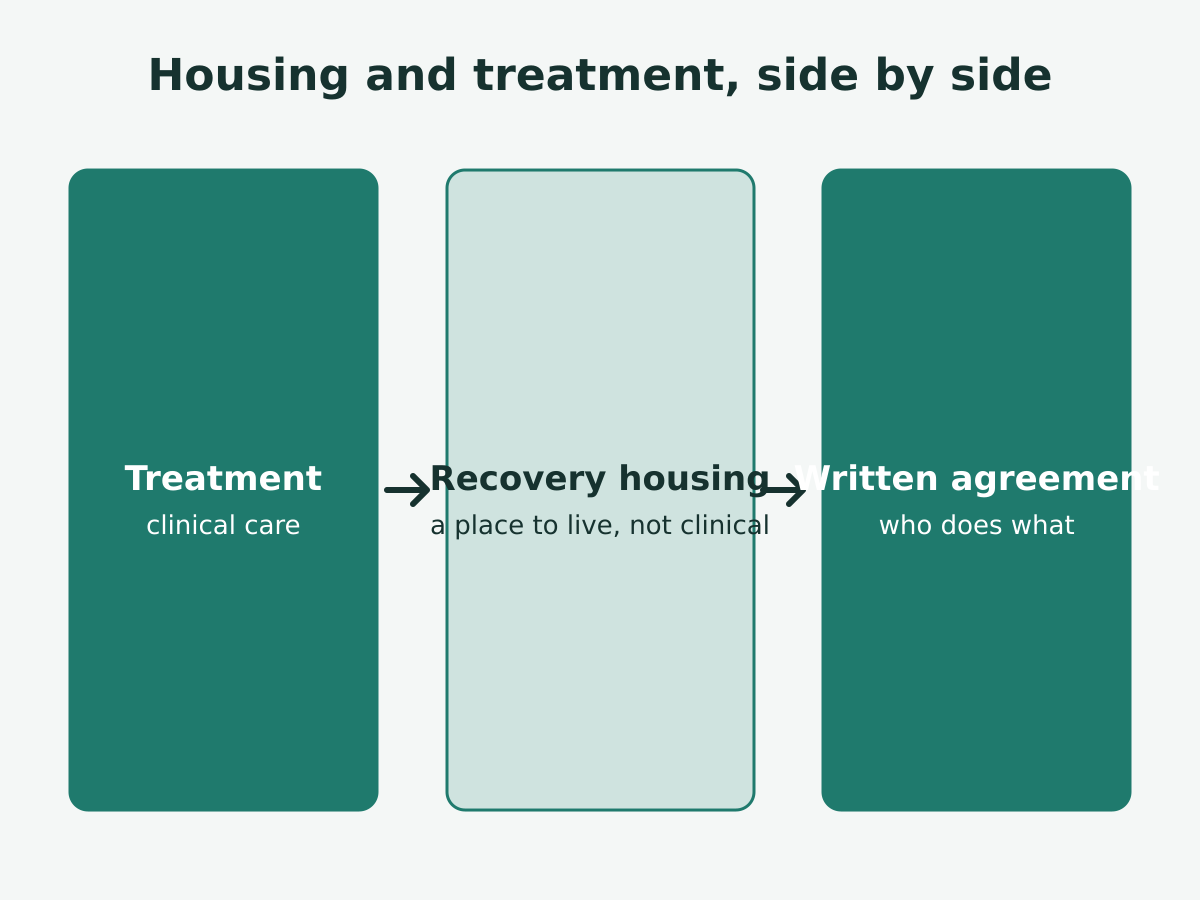 Housing and treatment, side by side
Treatment
clinical care
Recovery housing
a place to live, not clinical
Written agreement
who does what